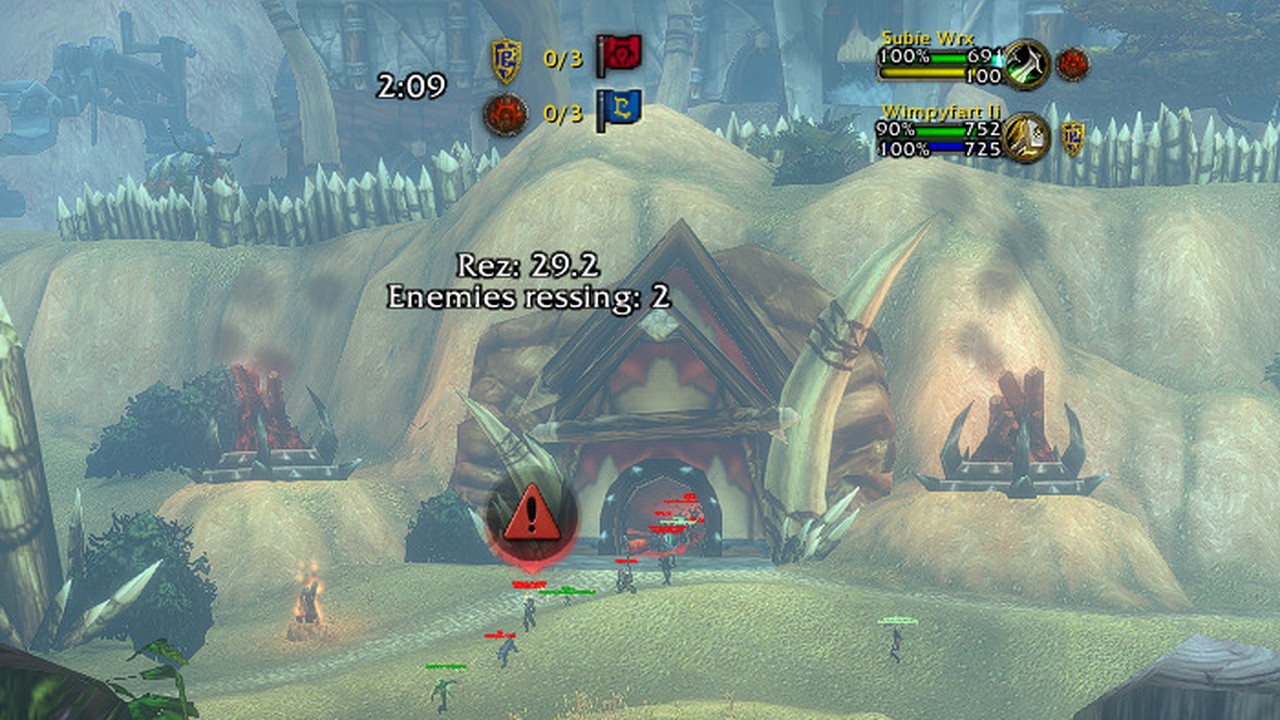 2:09
0/3
0/3
Subie Wrx
100% 691
100
Wimpyfart Ii
90% 752
100% 725
Rez: 29.2
Enemies ressing: 2